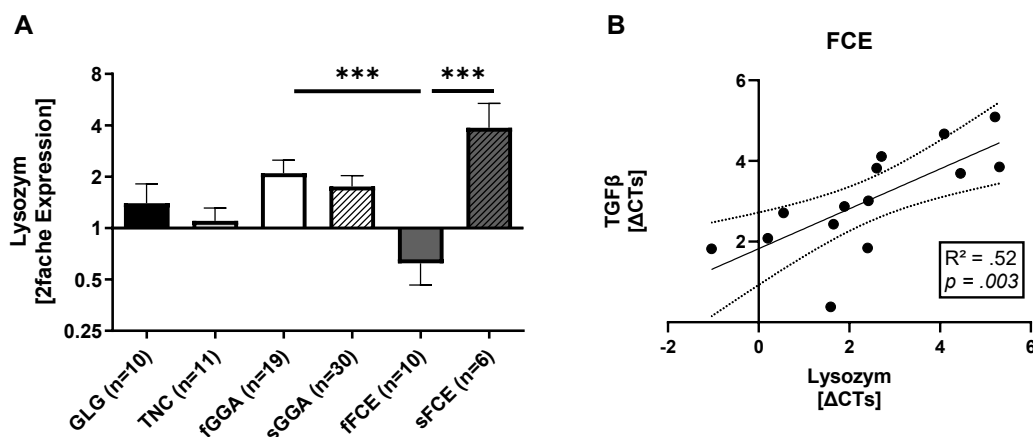 A
Lysozym
[2fache Expression]
8
4
2
1
0.5
0.25
***
***
GLG (n=10)
TNC (n=11)
fGGA (n=19)
sGGA (n=30)
fFCE (n=10)
sFCE (n=6)
B
FCE
TGFβ
[ΔCTs]
6
4
2
R² = .52
p = .003
-2
0
2
4
6
Lysozym
[ΔCTs]